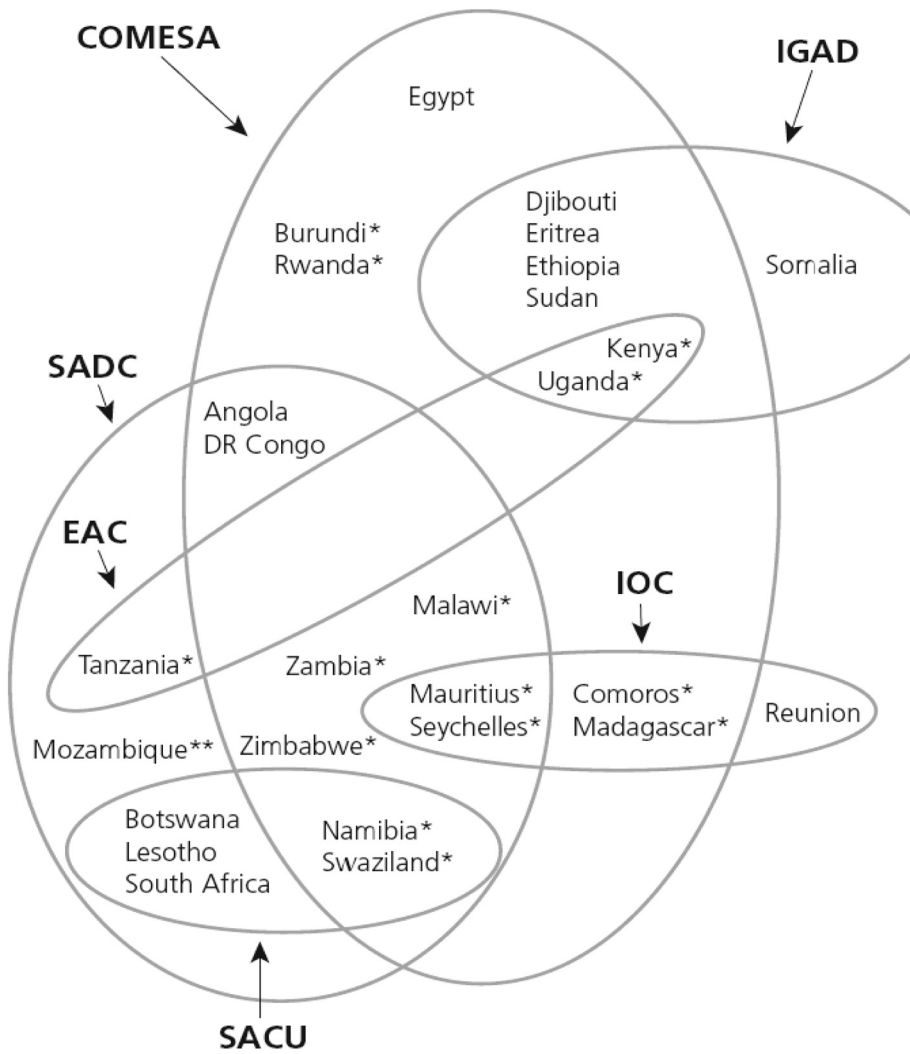 COMESA
IGAD
Egypt
Djibouti
Eritrea
Ethiopia
Sudan
Burundi*
Rwanda*
Somalia
Kenya*
Uganda*
SADC
Angola
DR Congo
EAC
IOC
Malawi*
Tanzania*
Zambia*
Mauritius*
Seychelles*
Comoros*
Madagascar*
Reunion
Mozambique**
Zimbabwe*
Botswana
Lesotho
South Africa
Namibia*
Swaziland*
SACU